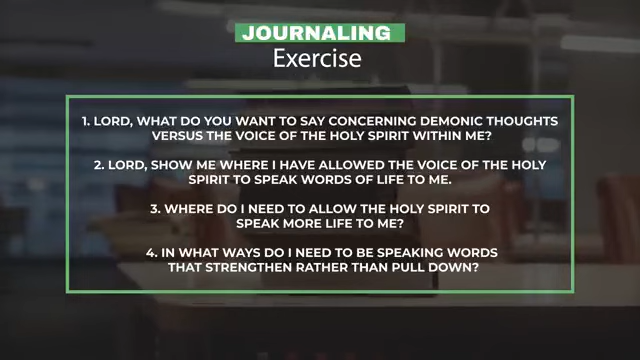 JOURNALING
Exercise
1. LORD, WHAT DO YOU WANT TO SAY CONCERNING DEMONIC THOUGHTS
VERSUS THE VOICE OF THE HOLY SPIRIT WITHIN ME?
2. LORD, SHOW ME WHERE I HAVE ALLOWED THE VOICE OF THE HOLY
SPIRIT TO SPEAK WORDS OF LIFE TO ME.
3. WHERE DO I NEED TO ALLOW THE HOLY SPIRIT TO
SPEAK MORE LIFE TO ME?
4. IN WHAT WAYS DO I NEED TO BE SPEAKING WORDS
THAT STRENGTHEN RATHER THAN PULL DOWN?